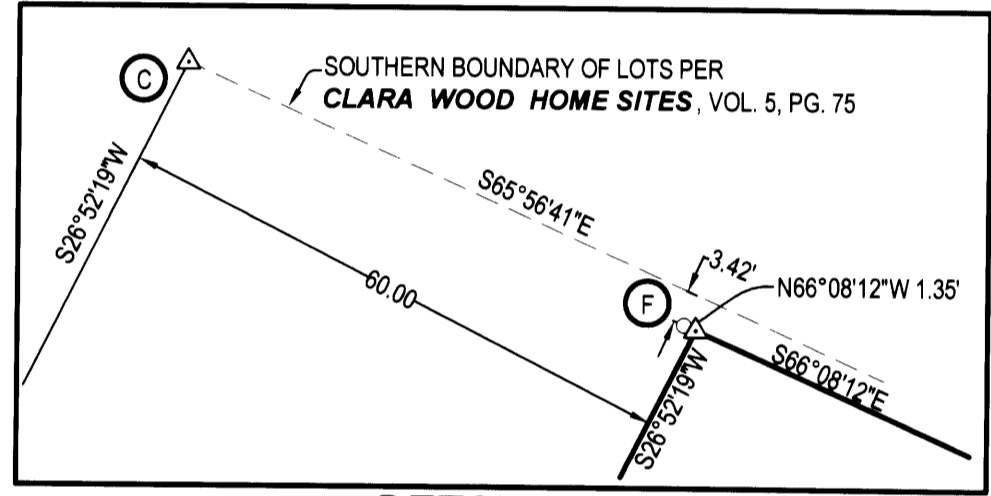 C
SOUTHERN BOUNDARY OF LOTS PER
CLARA WOOD HOME SITES, VOL. 5, PG. 75
S26°52'19"W
S65°56'41"E
60.00
3.42'
F
N66°08'12"W 1.35'
S26°52'19"W
S66°08'12"E